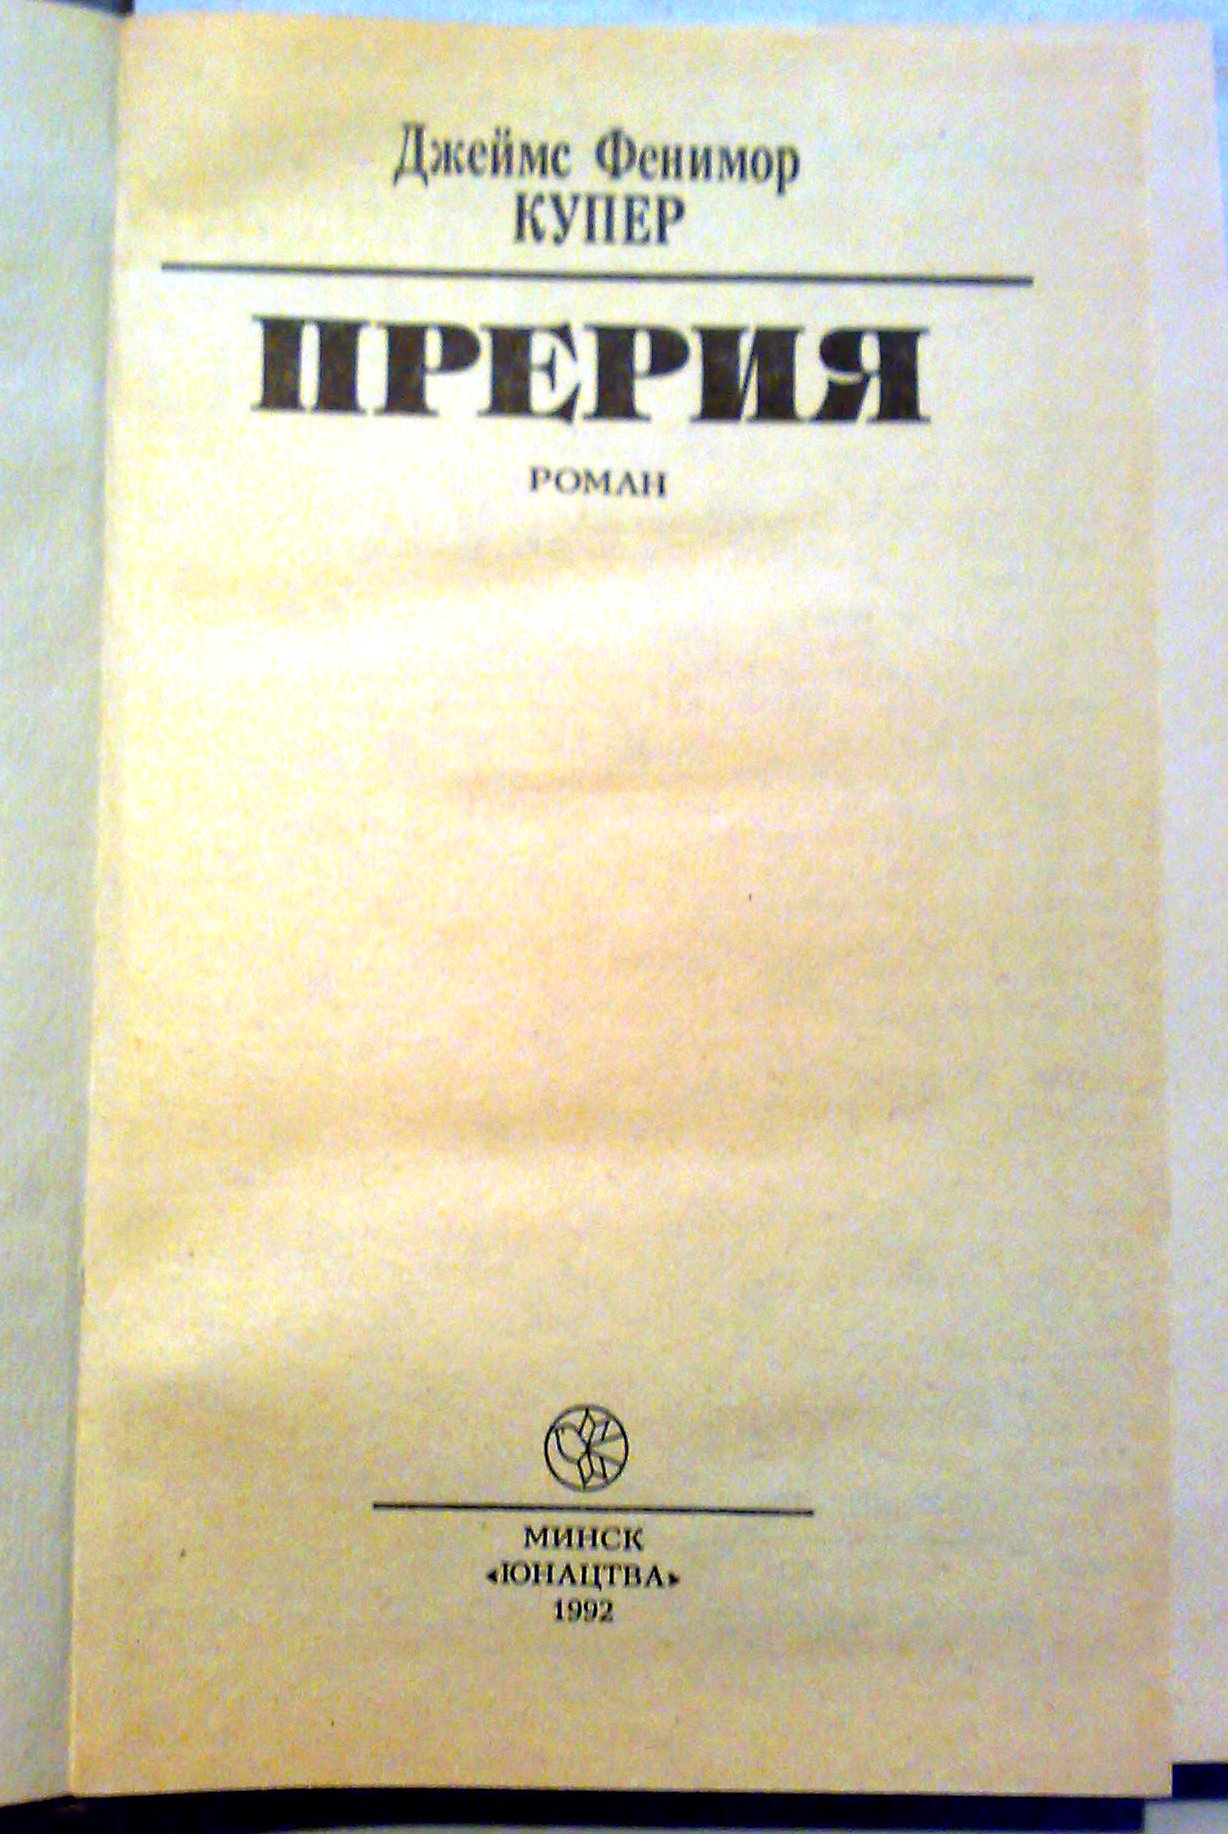 Джеймс Фенимор
КУПЕР
ПРЕРИЯ
РОМАН
МИНСК
«ЮНАЦТВА»
1992